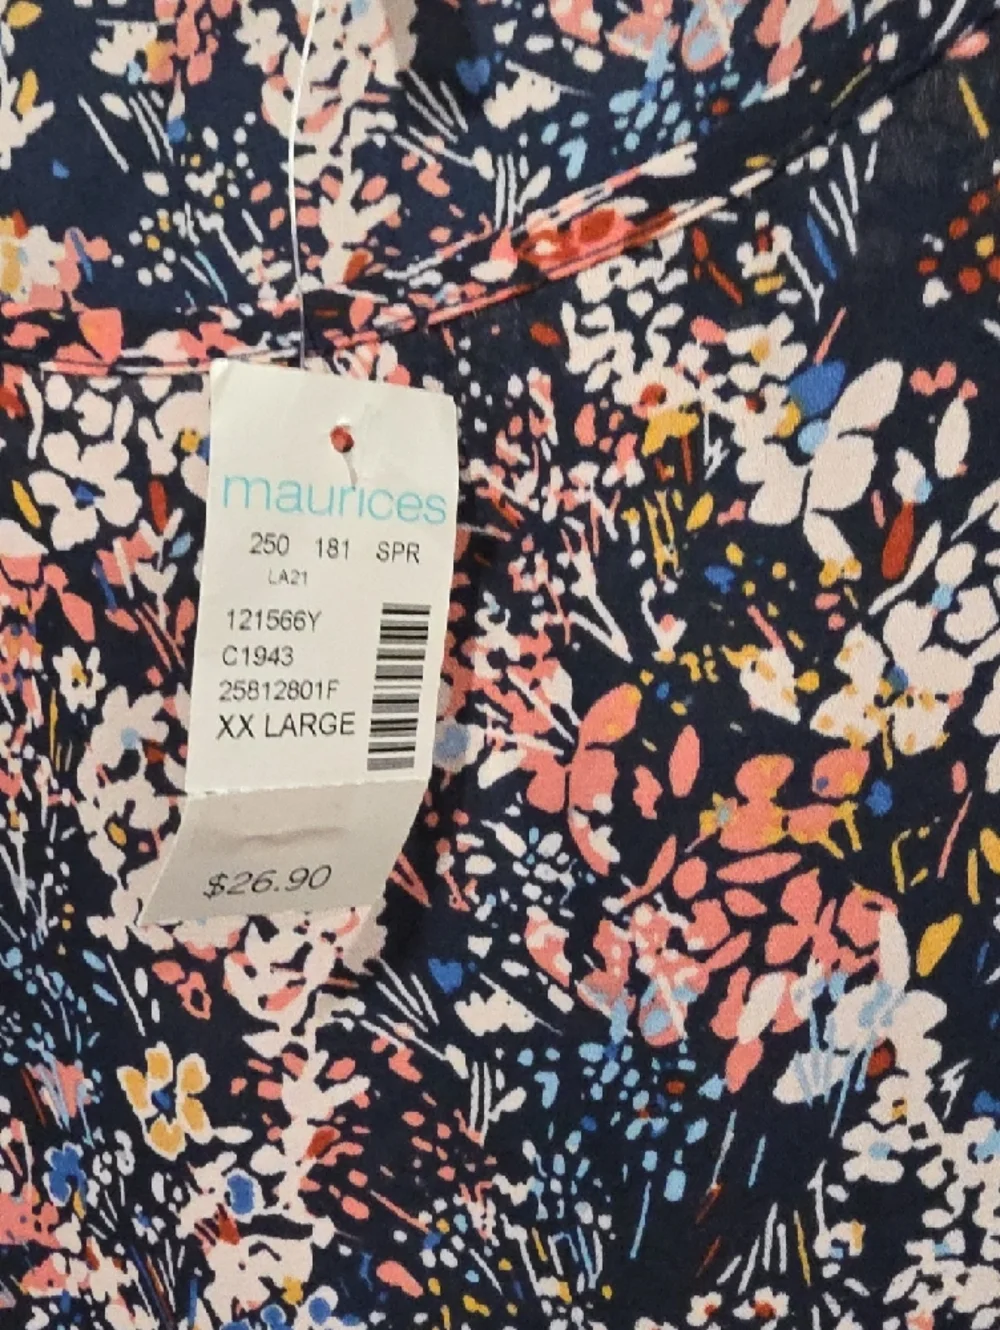 maurices
250 181 SPR
LA21
121566Y
C1943
25812801F
XX LARGE
$26.90